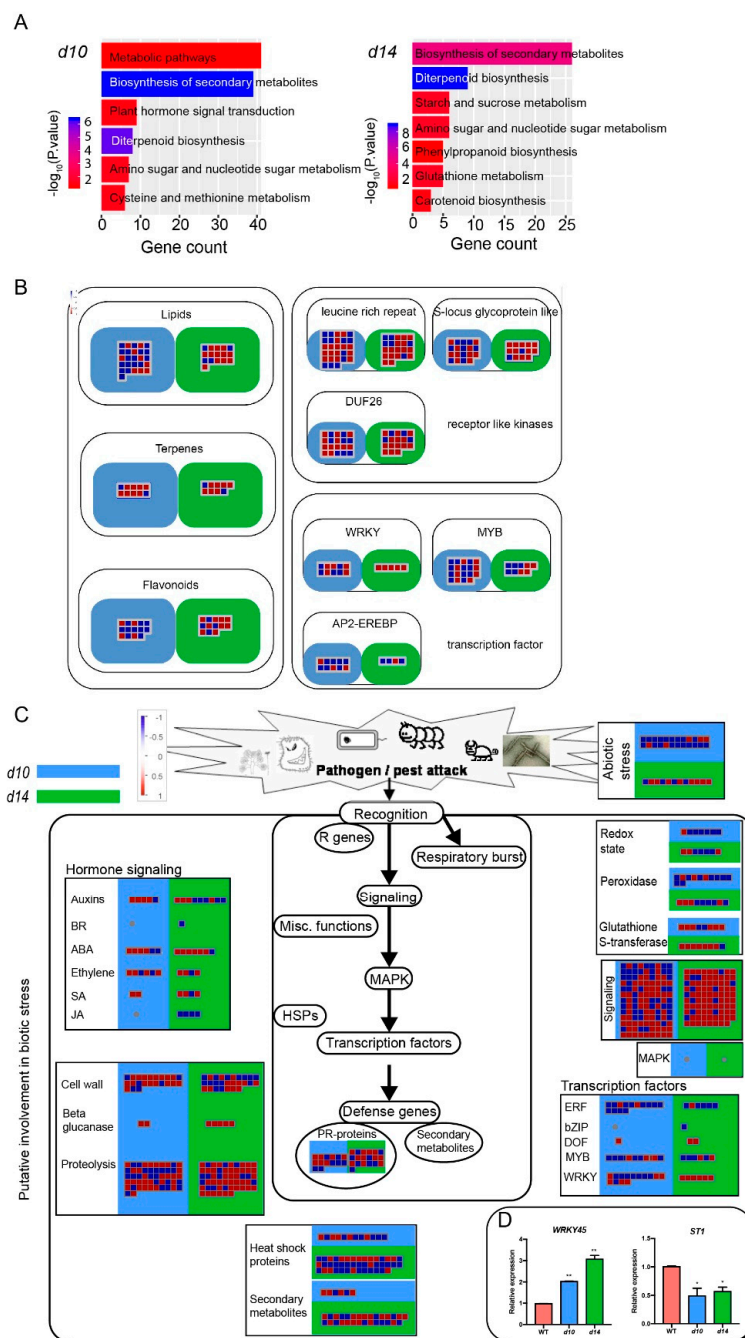 A
d10
Metabolic pathways
Biosynthesis of secondary metabolites
Plant hormone signal transduction
Diterpenoid biosynthesis
Amino sugar and nucleotide sugar metabolism
Cysteine and methionine metabolism
-log10(P.value)
6
5
4
3
2
0 10 20 30 40
Gene count
d14
Biosynthesis of secondary metabolites
Diterpenoid biosynthesis
Starch and sucrose metabolism
Amino sugar and nucleotide sugar metabolism
Phenylpropanoid biosynthesis
Glutathione metabolism
Carotenoid biosynthesis
-log10(P.value)
8
6
4
2
0 5 10 15 20 25
Gene count
B
Lipids
Terpenes
Flavonoids
leucine rich repeat
S-locus glycoprotein like
DUF26
receptor like kinases
WRKY
MYB
AP2-EREBP
transcription factor
C
d10
d14
-1
-0.5
0
0.5
1
Pathogen / pest attack
Abiotic stress
Recognition
R genes
Respiratory burst
Signaling
Misc. functions
MAPK
HSPs
Transcription factors
Defense genes
PR-proteins
Secondary metabolites
Putative involvement in biotic stress
Hormone signaling
Auxins
BR
ABA
Ethylene
SA
JA
Cell wall
Beta glucanase
Proteolysis
Heat shock proteins
Secondary metabolites
Redox state
Peroxidase
Glutathione S-transferase
Signaling
MAPK
Transcription factors
ERF
bZIP
DOF
MYB
WRKY
D
WRKY45
Relative expression
4
3
2
1
0
**
**
WT d10 d14
ST1
Relative expression
1.5
1.0
0.5
0.0
*
*
WT d10 d14